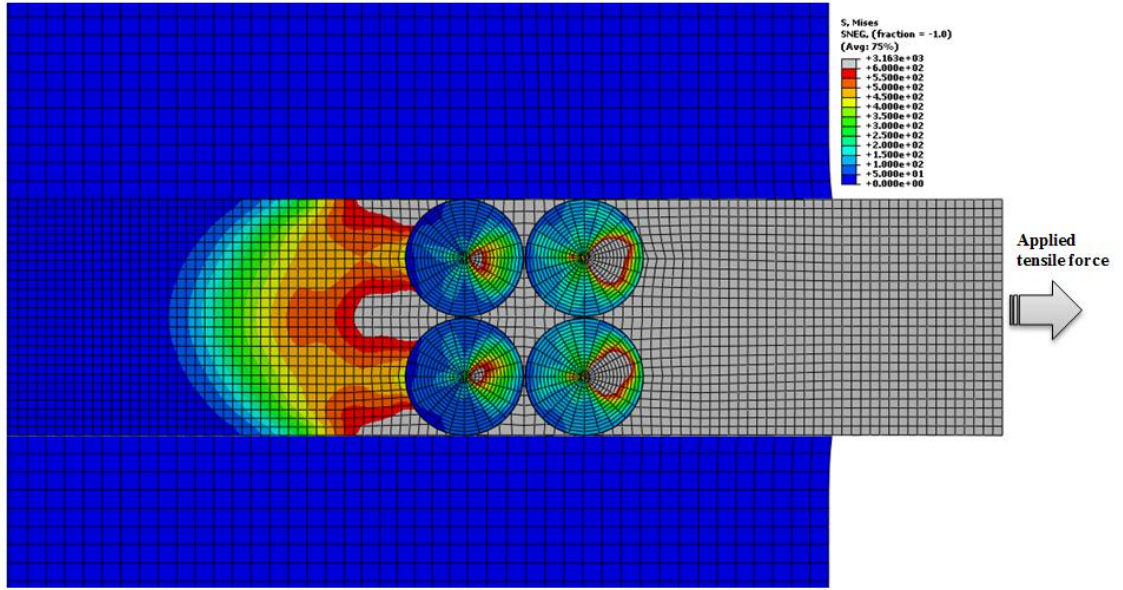 S, Mises
SNEG, (fraction = -1.0)
(Avg: 75%)
+3.163e+03
+6.000e+02
+5.500e+02
+5.000e+02
+4.500e+02
+4.000e+02
+3.500e+02
+3.000e+02
+2.500e+02
+2.000e+02
+1.500e+02
+1.000e+02
+5.000e+01
+0.000e+00
Applied
tensile force